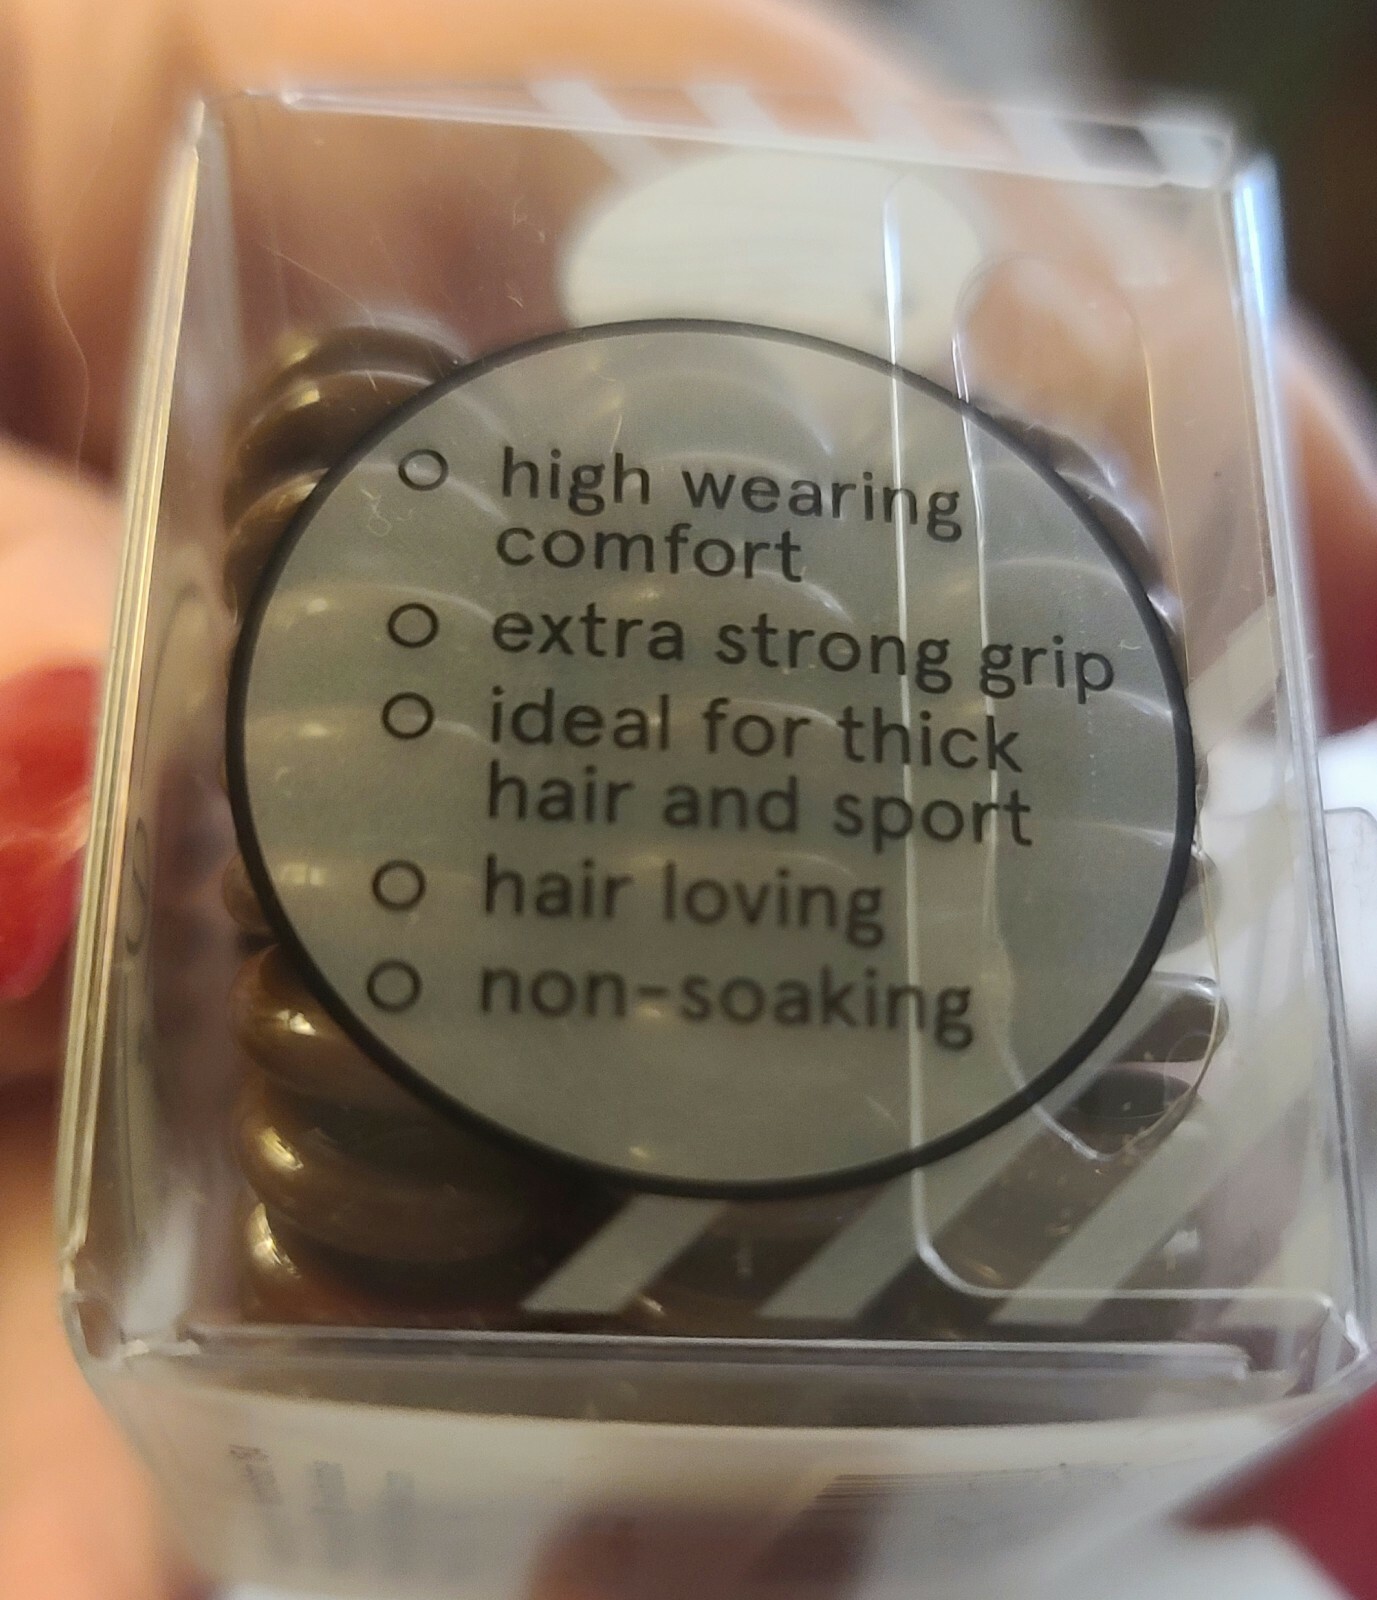 high wearing
comfort
extra strong grip
ideal for thick
hair and sport
hair loving
non-soaking